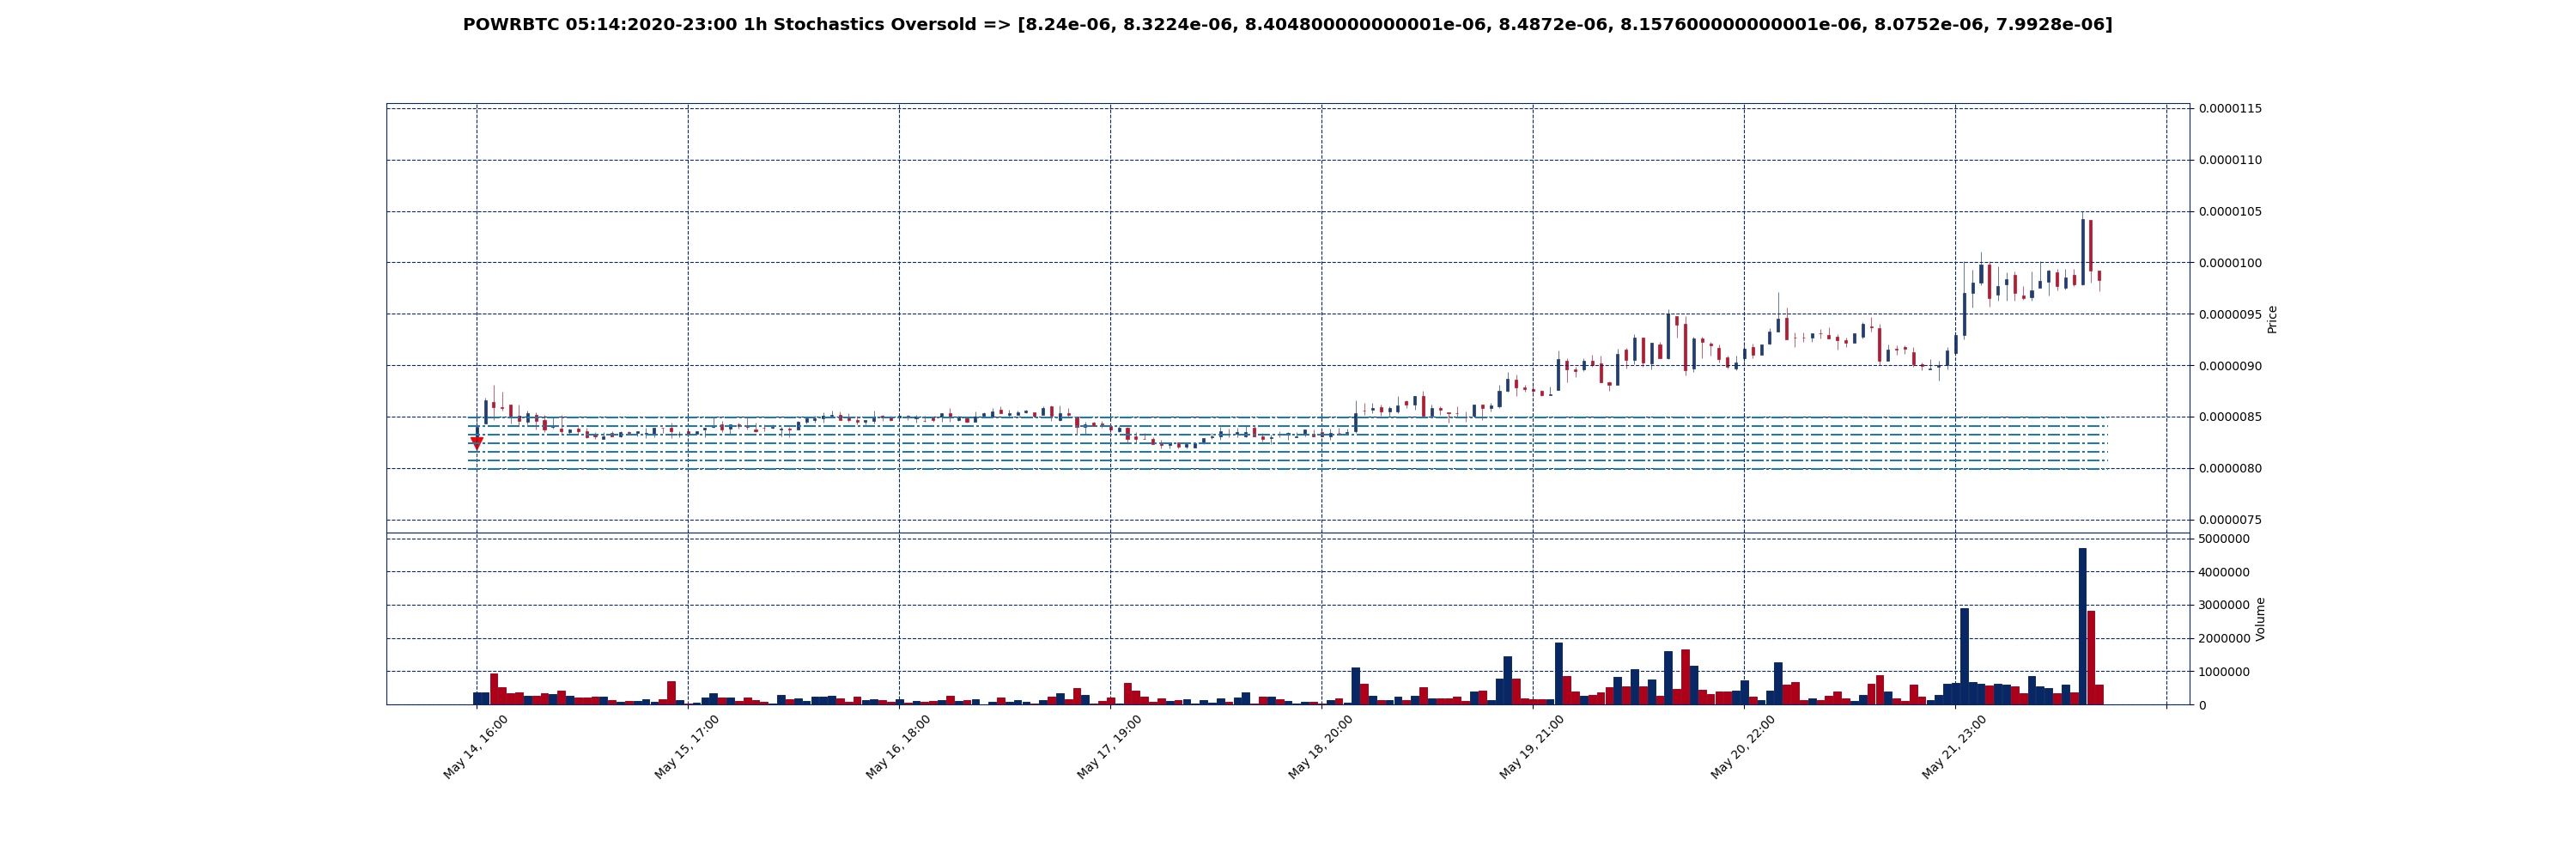 POWRBTC 05:14:2020-23:00 1h Stochastics Oversold => [8.24e-06, 8.3224e-06, 8.404800000000001e-06, 8.4872e-06, 8.157600000000001e-06, 8.0752e-06, 7.9928e-06]
0.0000115
0.0000110
0.0000105
0.0000100
0.0000095
0.0000090
0.0000085
0.0000080
0.0000075
Price
5000000
4000000
3000000
2000000
1000000
0
Volume
May 14, 16:00
May 15, 17:00
May 16, 18:00
May 17, 19:00
May 18, 20:00
May 19, 21:00
May 20, 22:00
May 21, 23:00